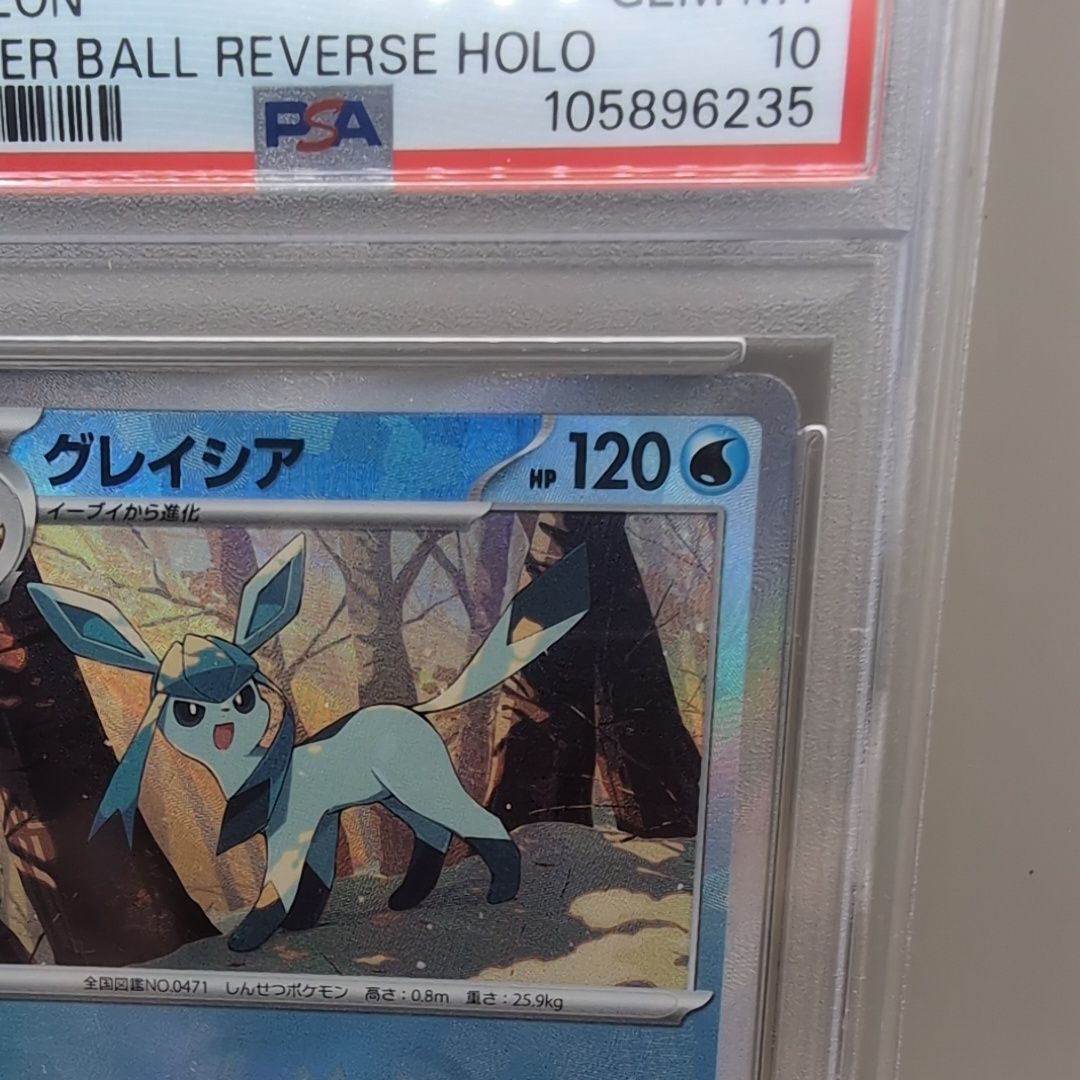 ER BALL REVERSE HOLO 10
PSA 105896235
グレイシア HP 120
イーブイから進化
全国図鑑NO.0471 しんせつポケモン 高さ:0.8m 重さ:25.9kg